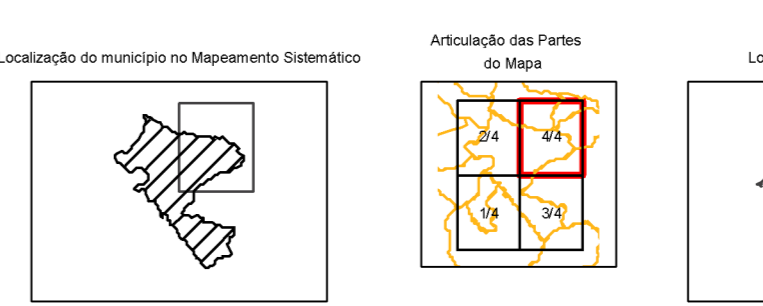 Localização do município no Mapeamento Sistemático
Articulação das Partes
do Mapa
2/4
4/4
1/4
3/4
Lo